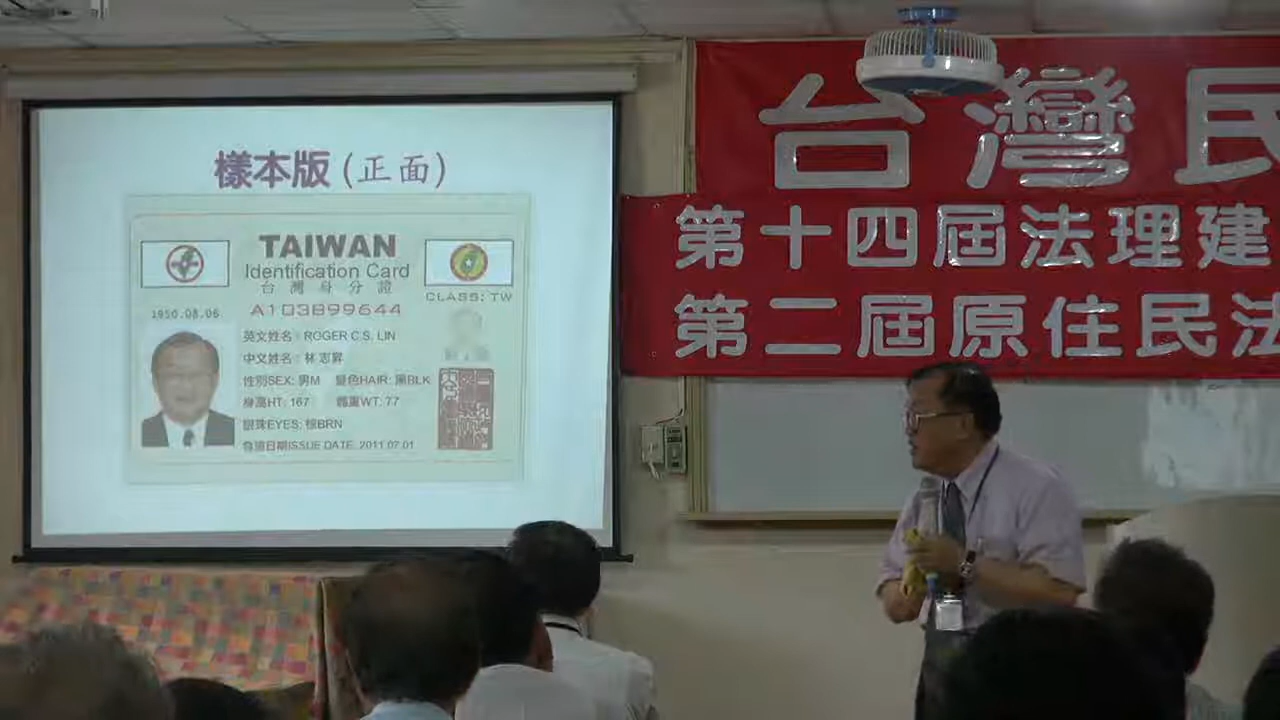 樣本版(正面)
TAIWAN
Identification Card
台灣身分證
CLASS: TW
1950.08.06
A103899644
英文姓名: ROGER C.S. LIN
中文姓名: 林志昇
性別SEX: 男M 髮色HAIR: 黑BLK
身高HT: 167 體重WT: 77
眼珠EYES: 棕BRN
發證日期ISSUE DATE: 2011.07.01
台灣民
第十四屆法理建
第二屆原住民法